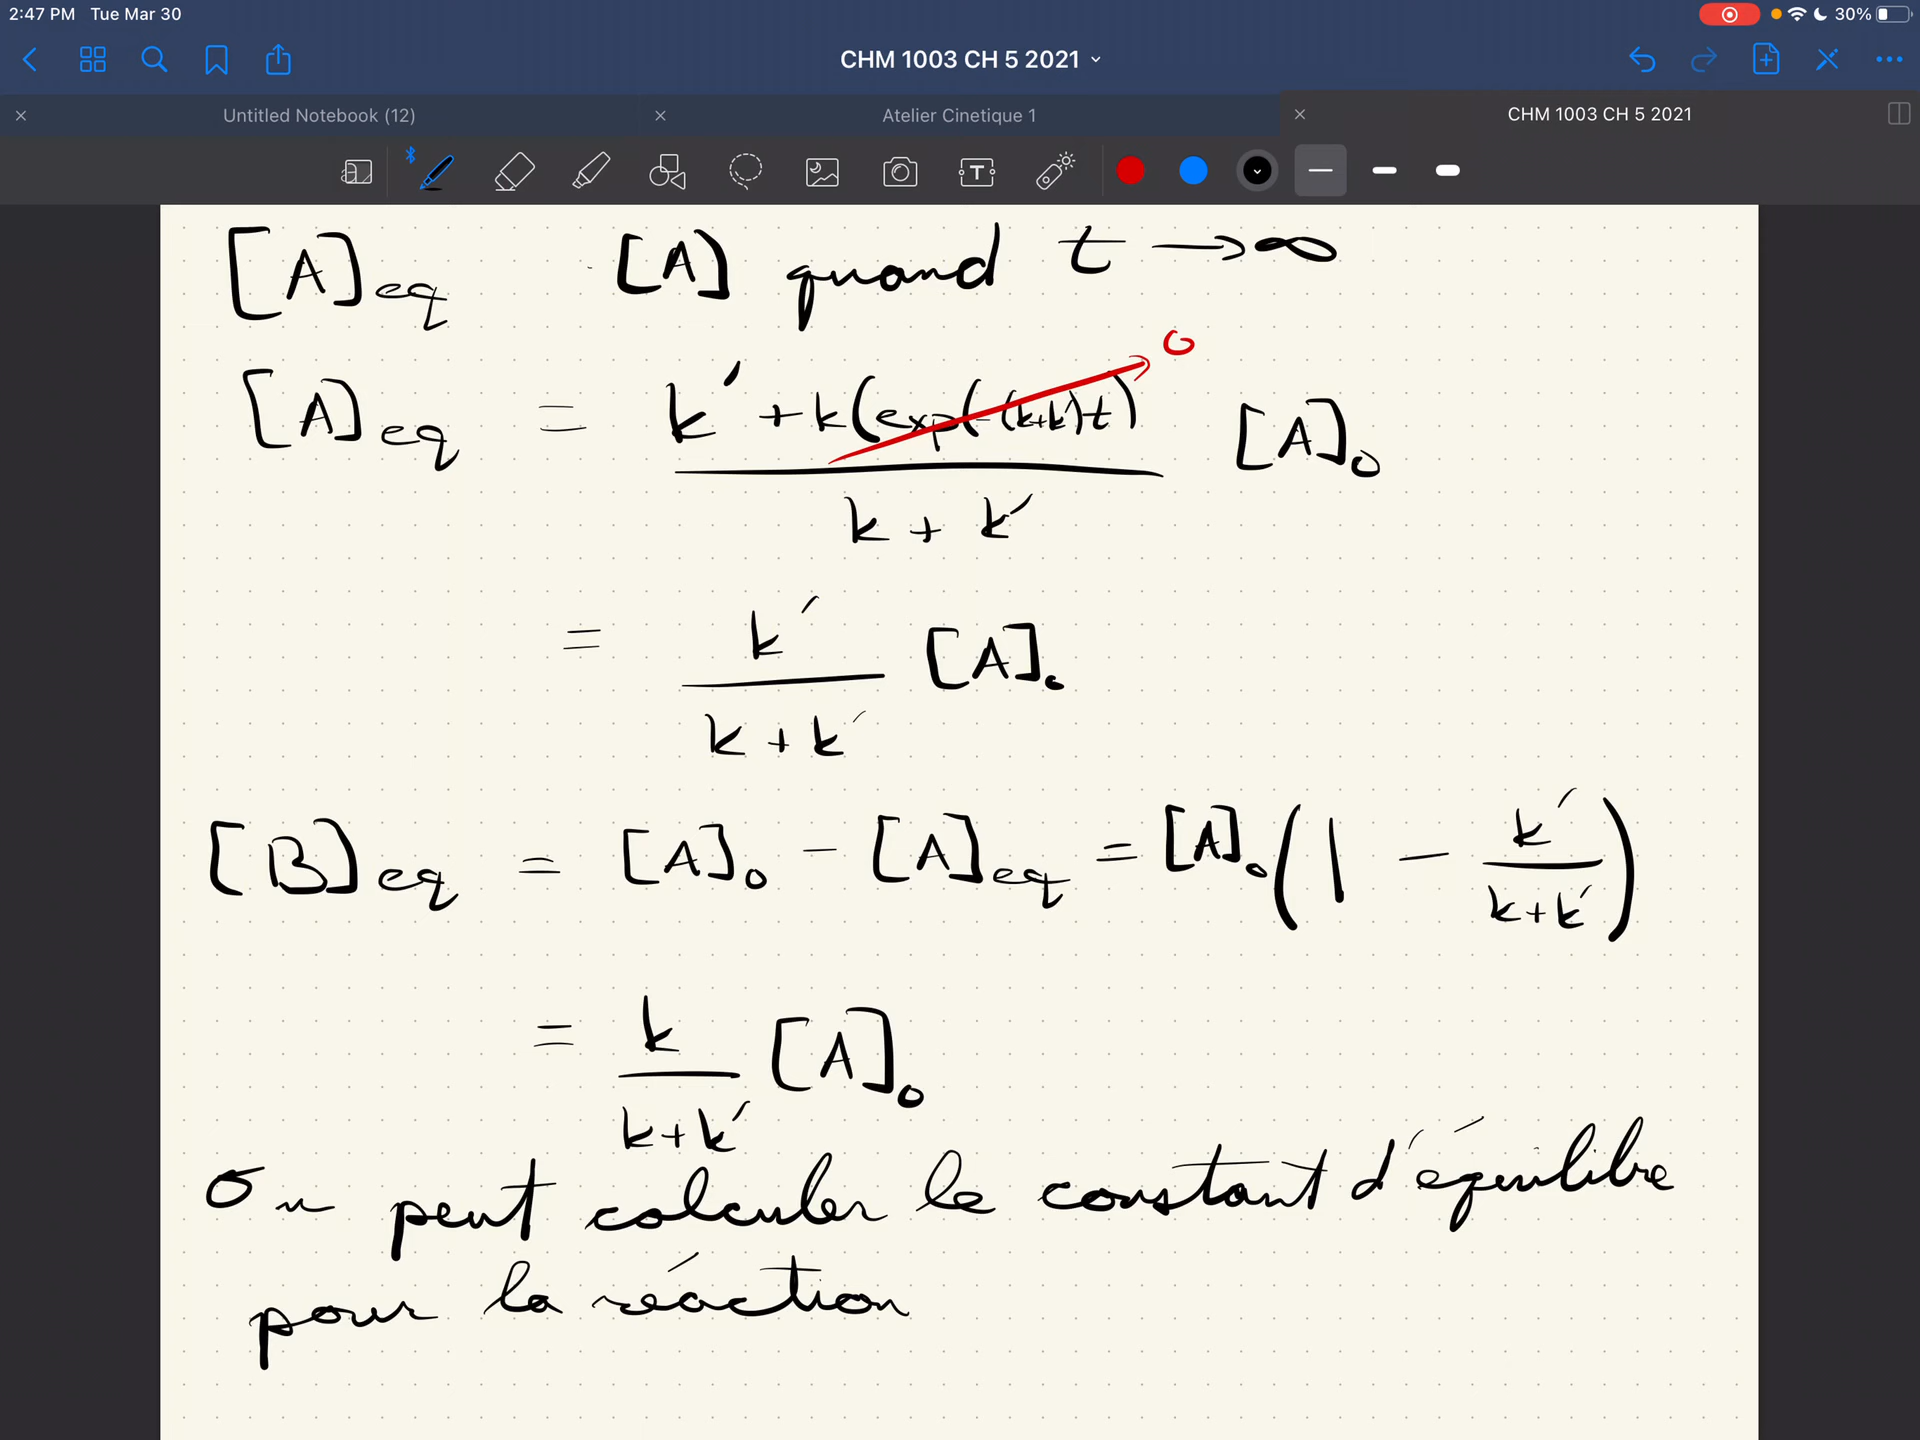 2:47 PM Tue Mar 30 30%
CHM 1003 CH 5 2021
Untitled Notebook (12) Atelier Cinetique 1 CHM 1003 CH 5 2021
[A]eq [A] quand t → ∞
[A]eq = (k' + k(exp(-(k+k')t)) / (k + k') [A]₀ 0
= k' / (k + k') [A]₀
[B]eq = [A]₀ - [A]eq = [A]₀ (1 - k' / (k+k'))
= k / (k+k') [A]₀
On peut calculer le constant d'équilibre
pour la réaction